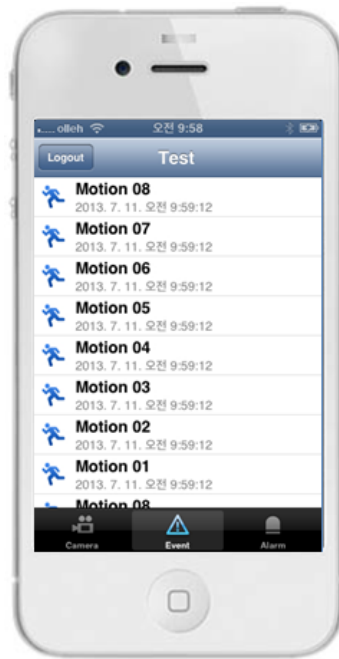 olleh 오전 9:58
Logout Test
Motion 08
2013. 7. 11. 오전 9:59:12
Motion 07
2013. 7. 11. 오전 9:59:12
Motion 06
2013. 7. 11. 오전 9:59:12
Motion 05
2013. 7. 11. 오전 9:59:12
Motion 04
2013. 7. 11. 오전 9:59:12
Motion 03
2013. 7. 11. 오전 9:59:12
Motion 02
2013. 7. 11. 오전 9:59:12
Motion 01
2013. 7. 11. 오전 9:59:12
Motion 08
Camera Event Alarm